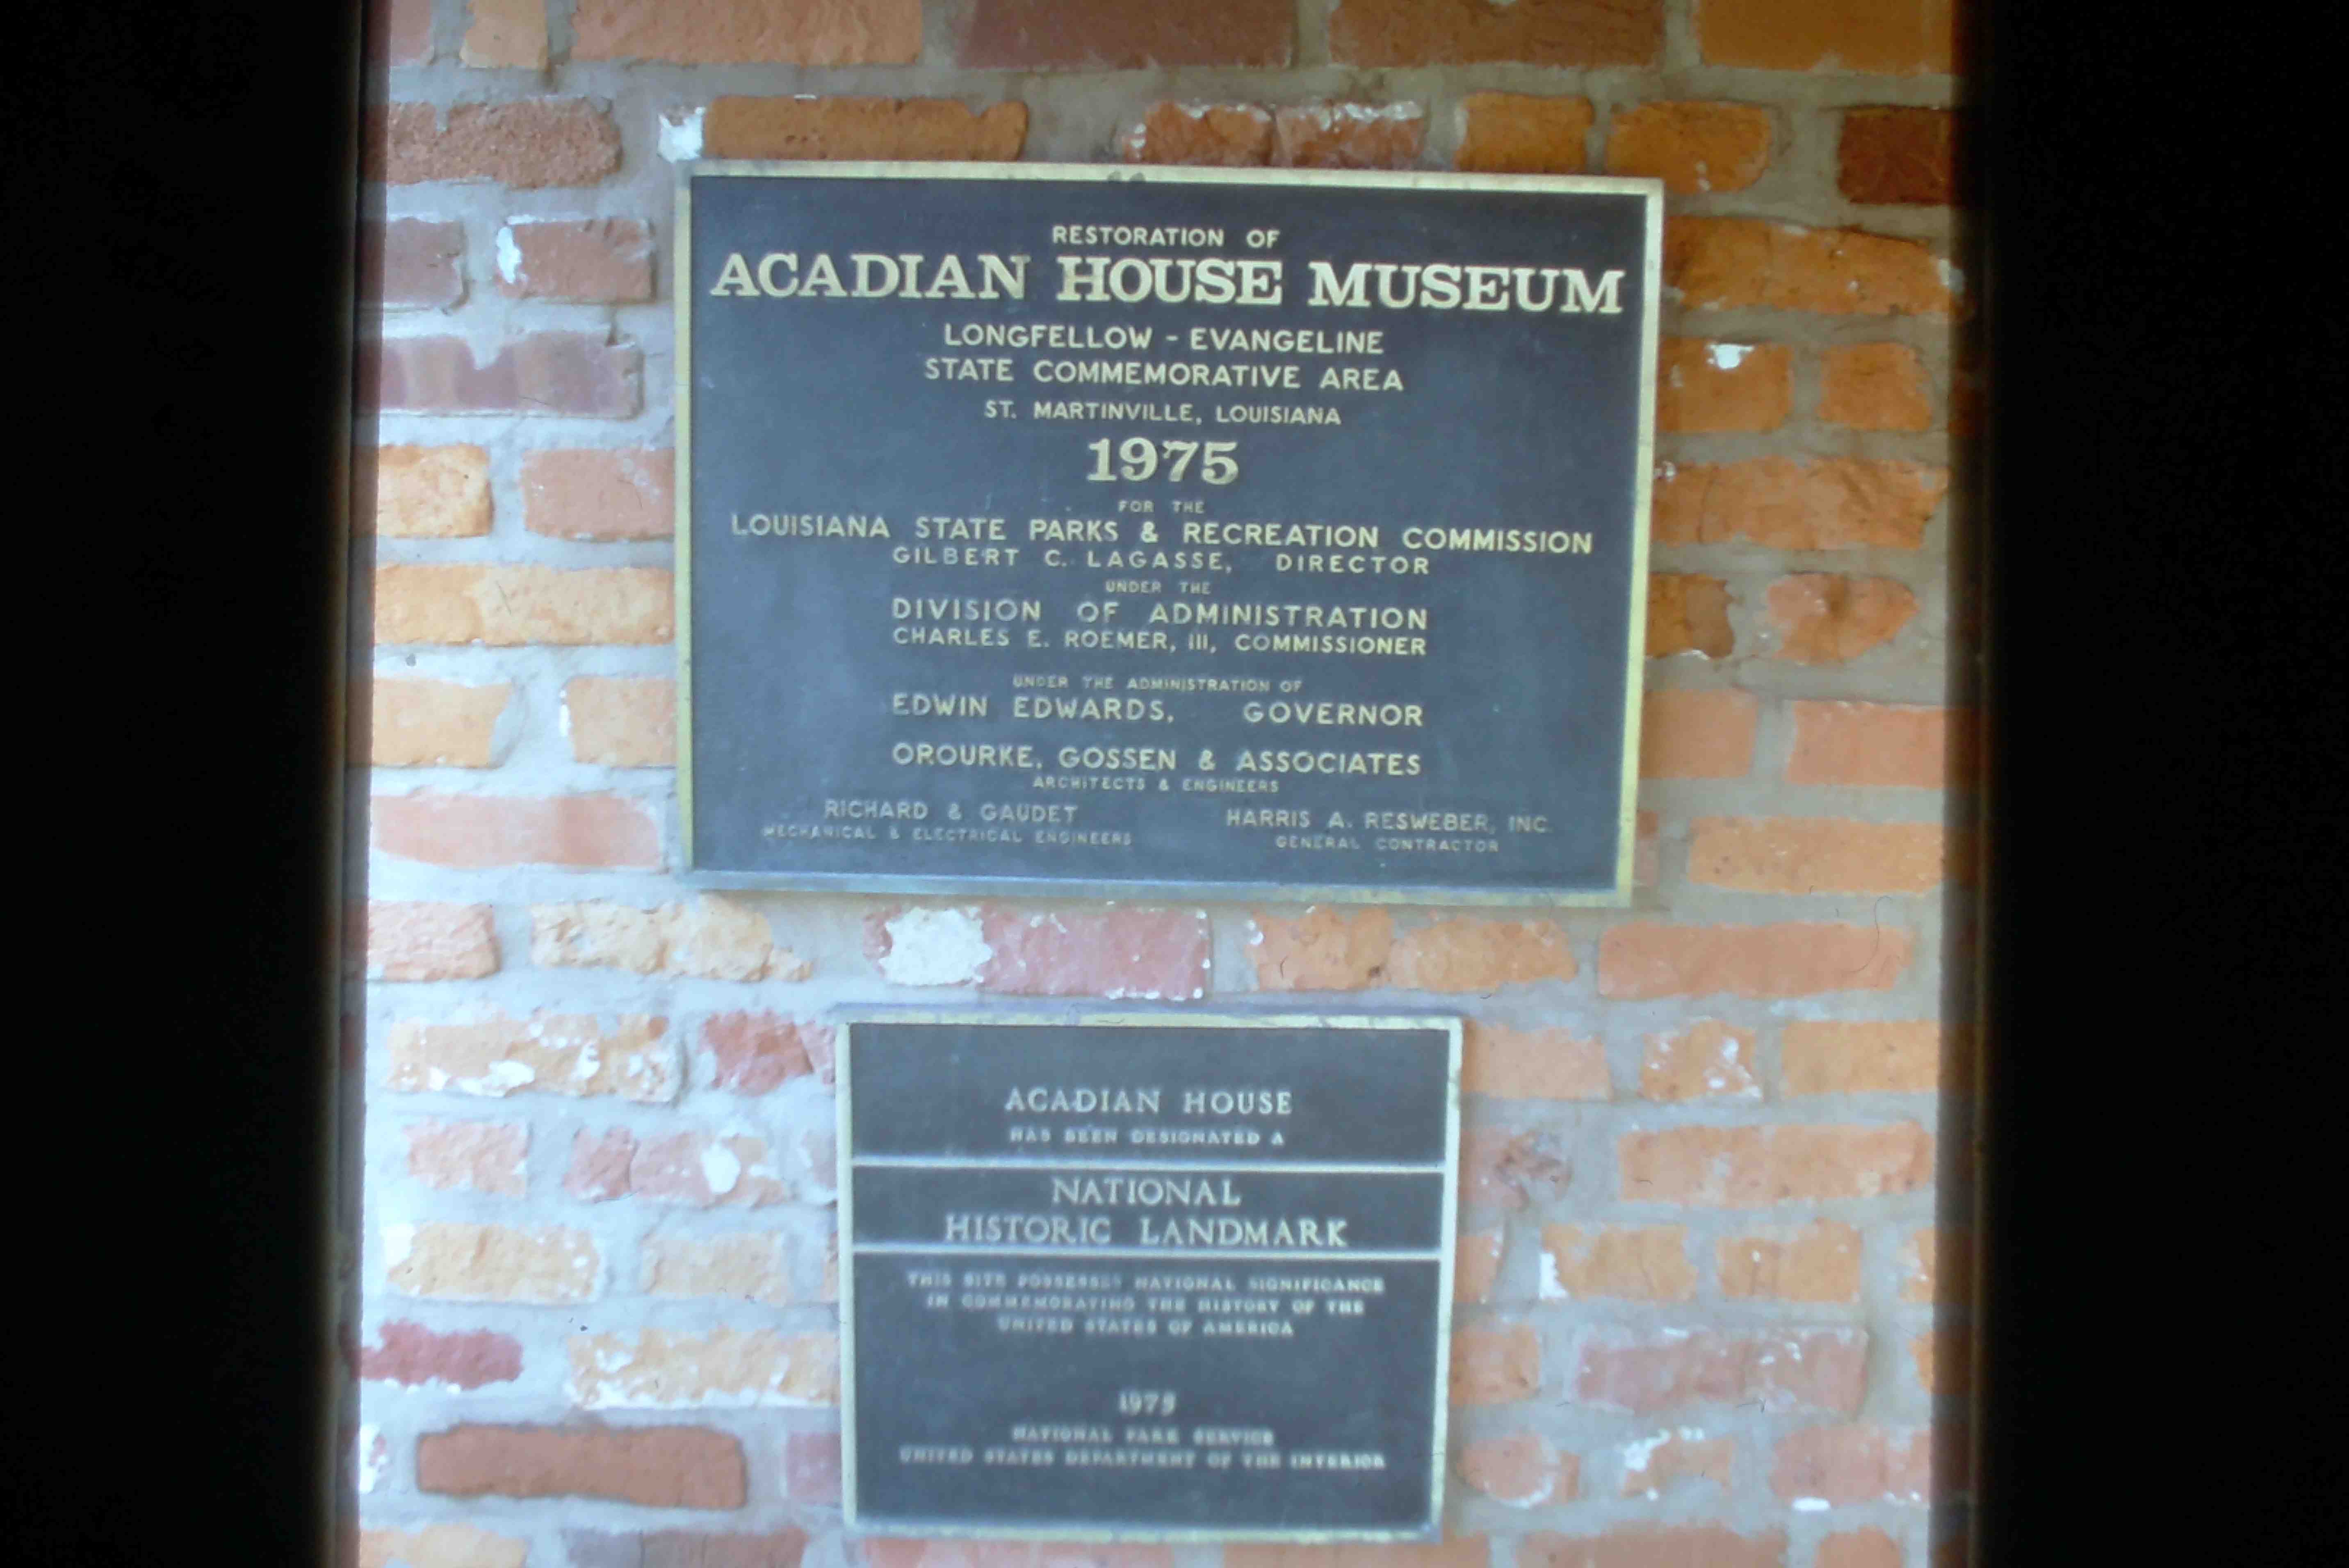 RESTORATION OF
ACADIAN HOUSE MUSEUM
LONGFELLOW - EVANGELINE
STATE COMMEMORATIVE AREA
ST. MARTINVILLE, LOUISIANA
1975
FOR THE
LOUISIANA STATE PARKS & RECREATION COMMISSION
GILBERT C. LAGASSE, DIRECTOR
UNDER THE
DIVISION OF ADMINISTRATION
CHARLES E. ROEMER, III, COMMISSIONER
UNDER THE ADMINISTRATION OF
EDWIN EDWARDS, GOVERNOR
OROURKE, GOSSEN & ASSOCIATES
ARCHITECTS & ENGINEERS
RICHARD & GAUDET
MECHANICAL & ELECTRICAL ENGINEERS
HARRIS A. RESWEBER, INC.
GENERAL CONTRACTOR
ACADIAN HOUSE
HAS BEEN DESIGNATED A
NATIONAL
HISTORIC LANDMARK
THIS SITE POSSESSES NATIONAL SIGNIFICANCE
IN COMMEMORATING THE HISTORY OF THE
UNITED STATES OF AMERICA
1975
NATIONAL PARK SERVICE
UNITED STATES DEPARTMENT OF THE INTERIOR